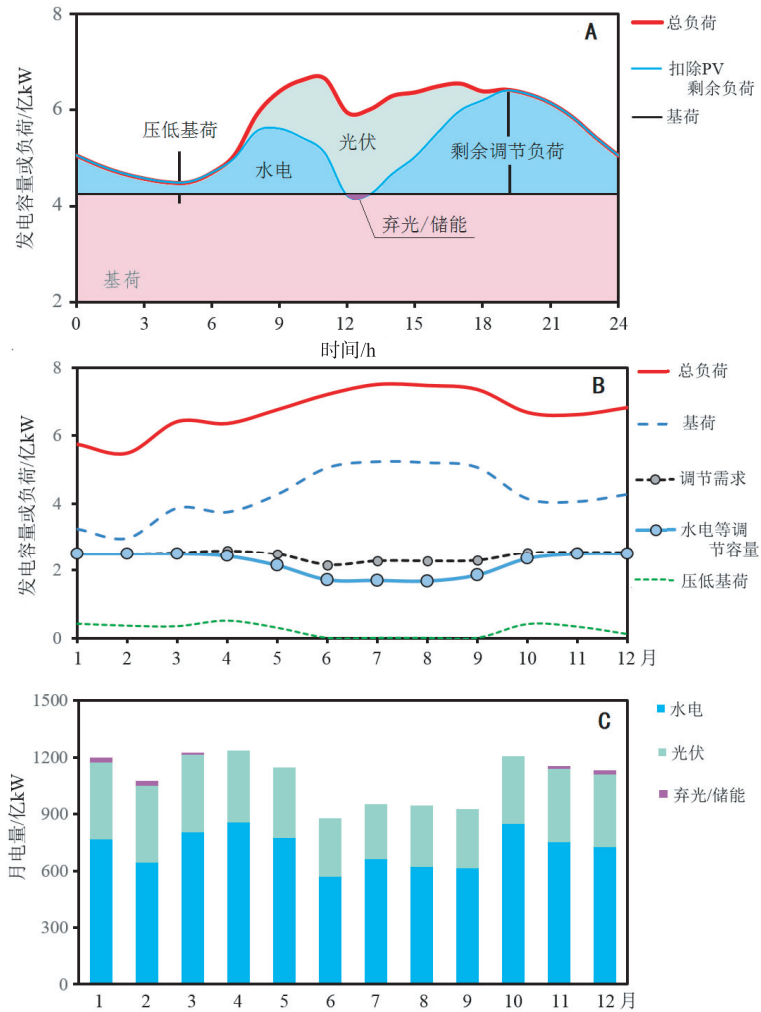 8
6
4
2
发电容量或负荷/亿kW
A
压低基荷
水电
光伏
剩余调节负荷
弃光/储能
基荷
0
3
6
9
12
15
18
21
24
时间/h
总负荷
扣除PV
剩余负荷
基荷
8
6
4
2
0
发电容量或负荷/亿kW
B
1
2
3
4
5
6
7
8
9
10
11
12 月
总负荷
基荷
调节需求
水电等调
节容量
压低基荷
1500
1200
900
600
300
0
月电量/亿kW
C
1
2
3
4
5
6
7
8
9
10
11
12 月
水电
光伏
弃光/储能